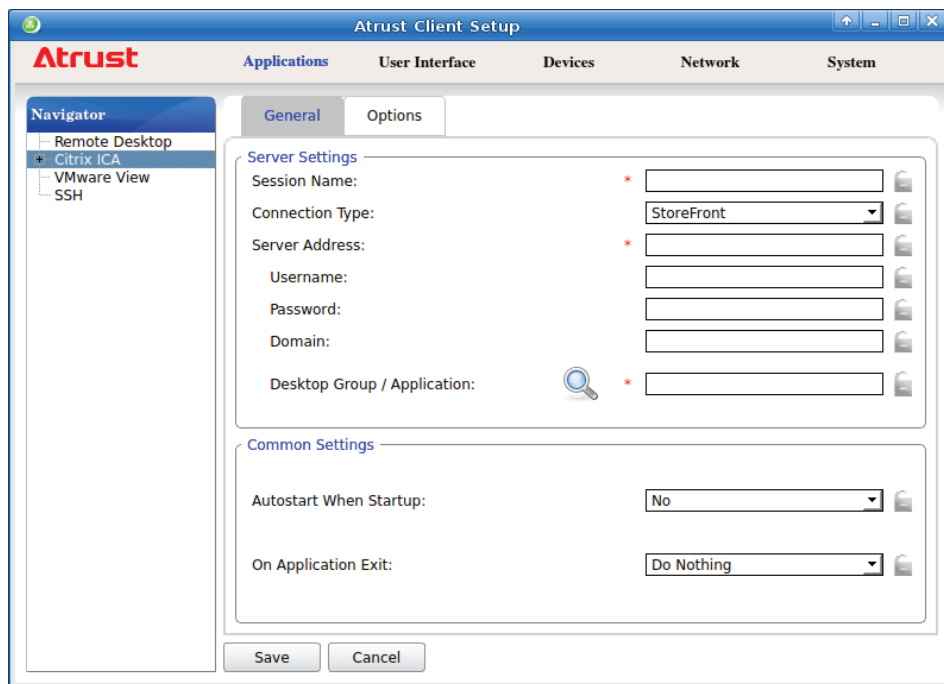 Atrust Client Setup
Atrust
Applications User Interface Devices Network System
Navigator
Remote Desktop
Citrix ICA
VMware View
SSH
General Options
Server Settings
Session Name: *
Connection Type: StoreFront
Server Address: *
Username:
Password:
Domain:
Desktop Group / Application: *
Common Settings
Autostart When Startup: No
On Application Exit: Do Nothing
Save Cancel